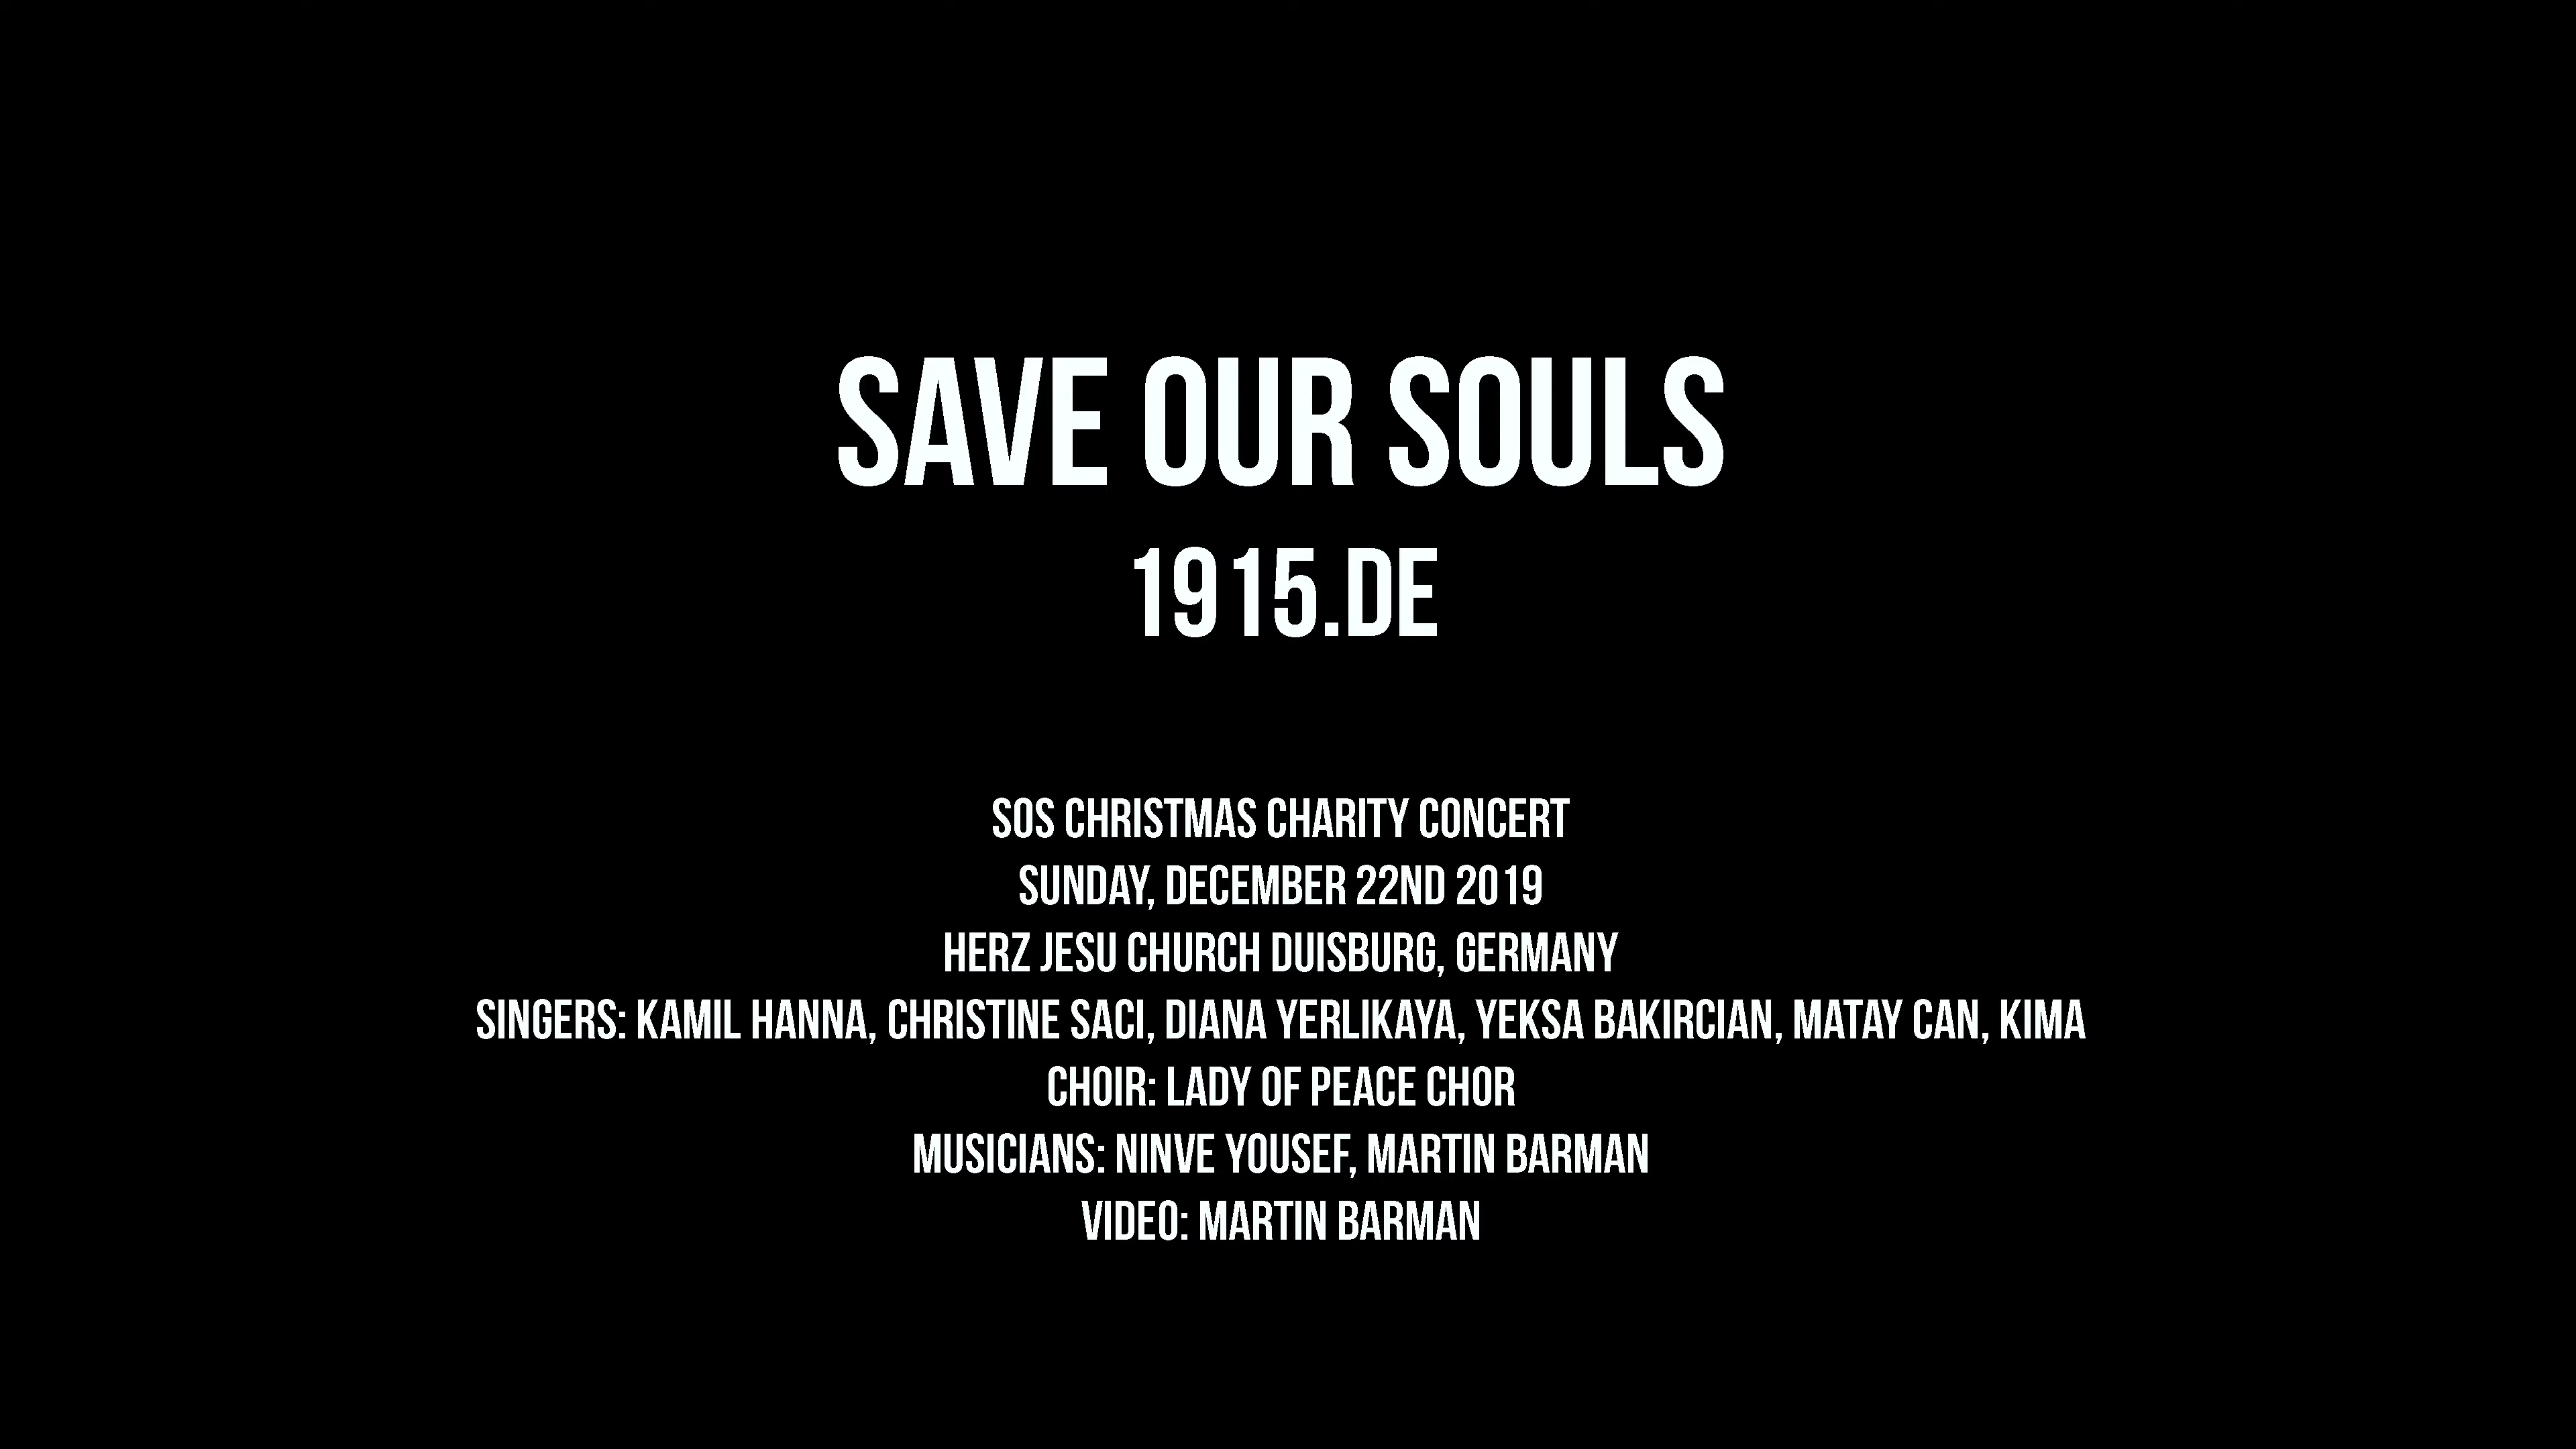 SAVE OUR SOULS
1915.DE
SOS CHRISTMAS CHARITY CONCERT
SUNDAY, DECEMBER 22ND 2019
HERZ JESU CHURCH DUISBURG, GERMANY
SINGERS: KAMIL HANNA, CHRISTINE SACI, DIANA YERLIKAYA, YEKSA BAKIRCIAN, MATAY CAN, KIMA
CHOIR: LADY OF PEACE CHOR
MUSICIANS: NINVE YOUSEF, MARTIN BARMAN
VIDEO: MARTIN BARMAN